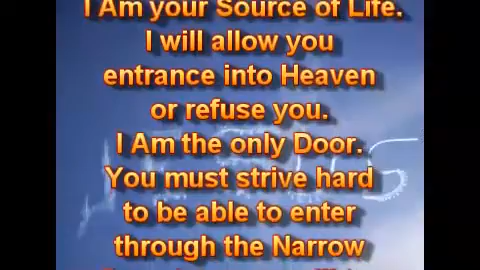 I Am your Source of Life.
I will allow you
entrance into Heaven
or refuse you.
I Am the only Door.
You must strive hard
to be able to enter
through the Narrow
JESUS